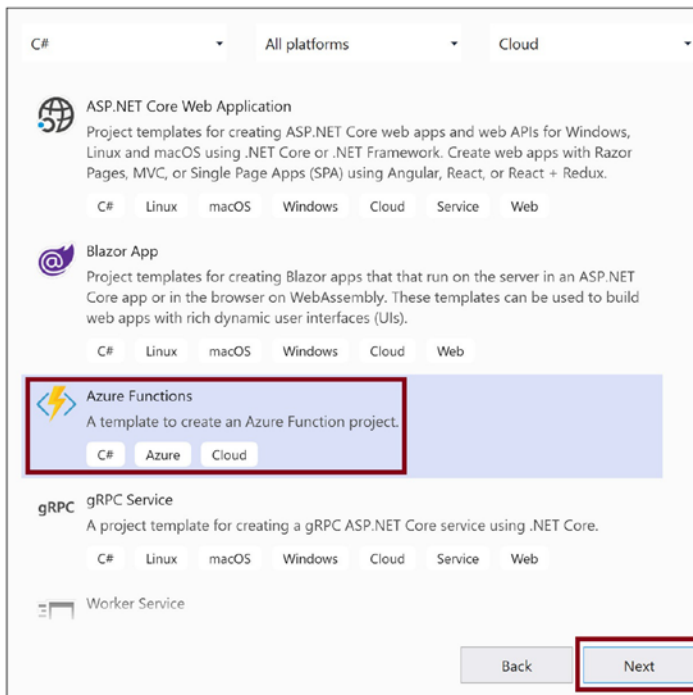 C# All platforms Cloud
ASP.NET Core Web Application
Project templates for creating ASP.NET Core web apps and web APIs for Windows,
Linux and macOS using .NET Core or .NET Framework. Create web apps with Razor
Pages, MVC, or Single Page Apps (SPA) using Angular, React, or React + Redux.
C# Linux macOS Windows Cloud Service Web
Blazor App
Project templates for creating Blazor apps that that run on the server in an ASP.NET
Core app or in the browser on WebAssembly. These templates can be used to build
web apps with rich dynamic user interfaces (UIs).
C# Linux macOS Windows Cloud Web
Azure Functions
A template to create an Azure Function project.
C# Azure Cloud
gRPC gRPC Service
A project template for creating a gRPC ASP.NET Core service using .NET Core.
C# Linux macOS Windows Cloud Service Web
Worker Service
Back Next